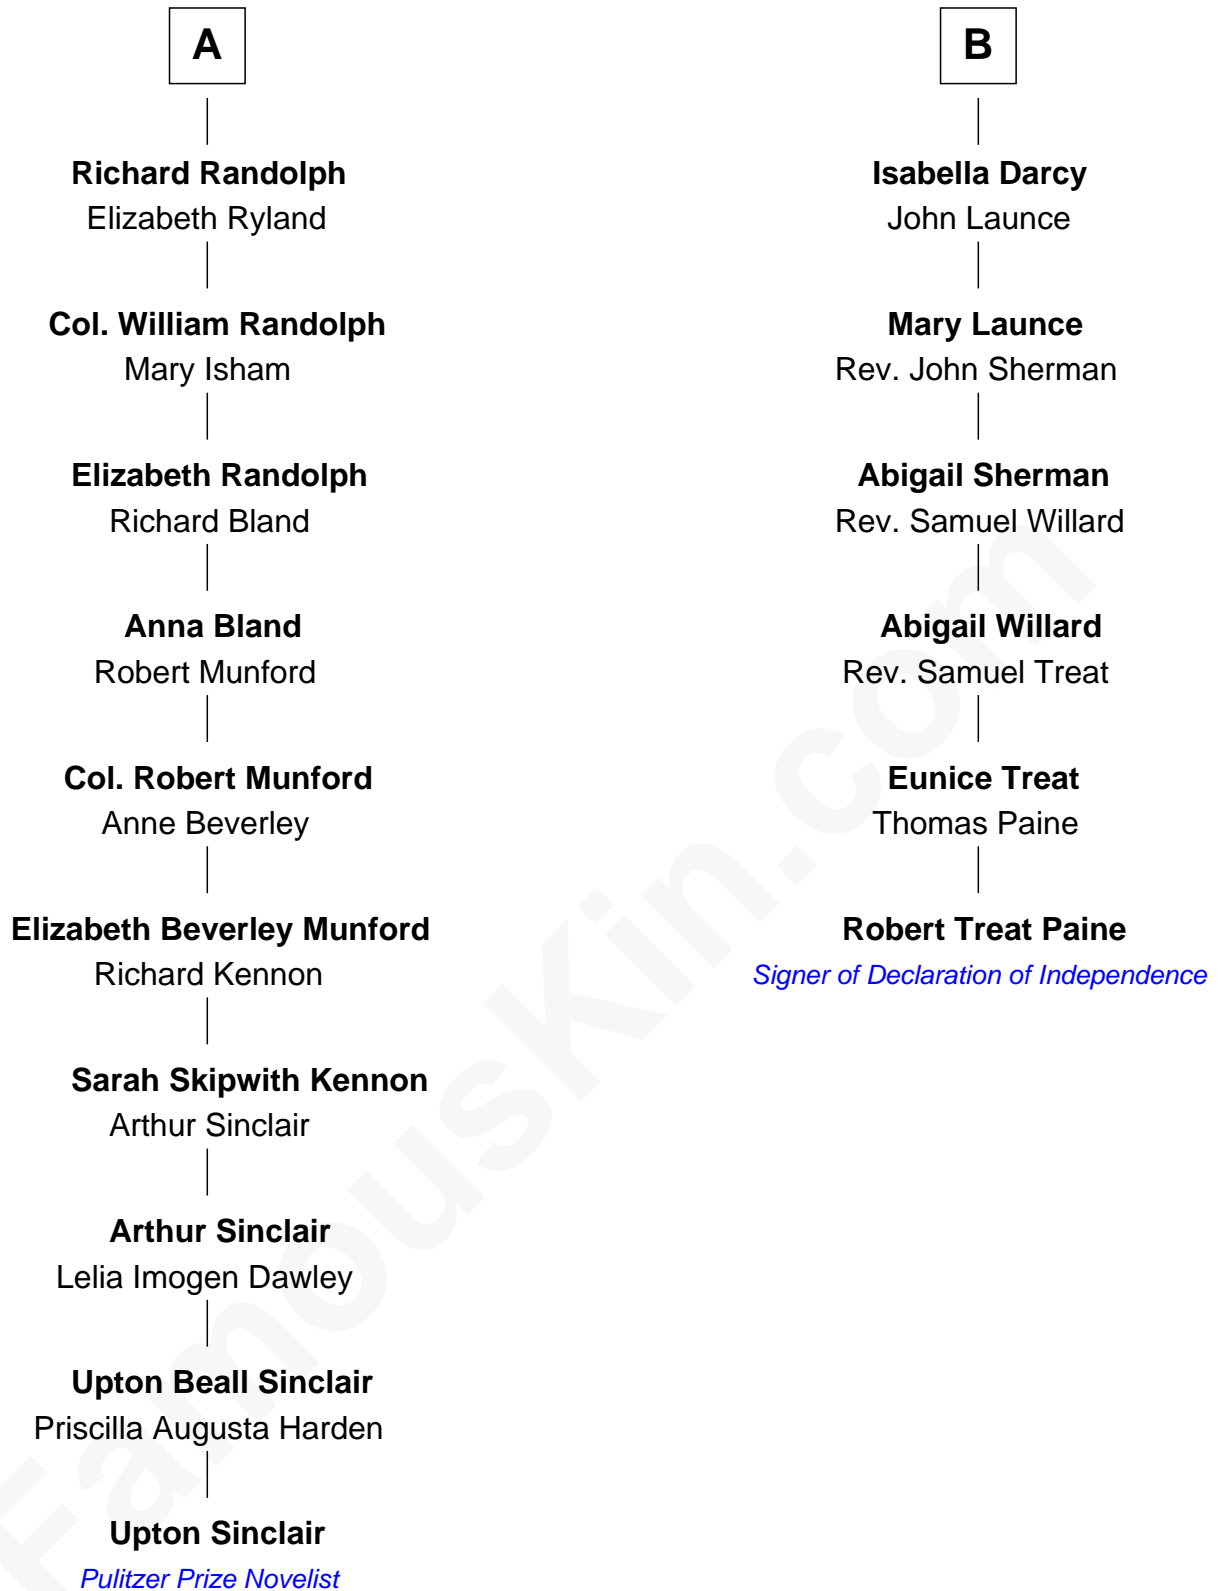 A
Richard Randolph
Elizabeth Ryland
Col. William Randolph
Mary Isham
Elizabeth Randolph
Richard Bland
Anna Bland
Robert Munford
Col. Robert Munford
Anne Beverley
Elizabeth Beverley Munford
Richard Kennon
Sarah Skipwith Kennon
Arthur Sinclair
Arthur Sinclair
Lelia Imogen Dawley
Upton Beall Sinclair
Priscilla Augusta Harden
Upton Sinclair
Pulitzer Prize Novelist
B
Isabella Darcy
John Launce
Mary Launce
Rev. John Sherman
Abigail Sherman
Rev. Samuel Willard
Abigail Willard
Rev. Samuel Treat
Eunice Treat
Thomas Paine
Robert Treat Paine
Signer of Declaration of Independence
FamousKin.com